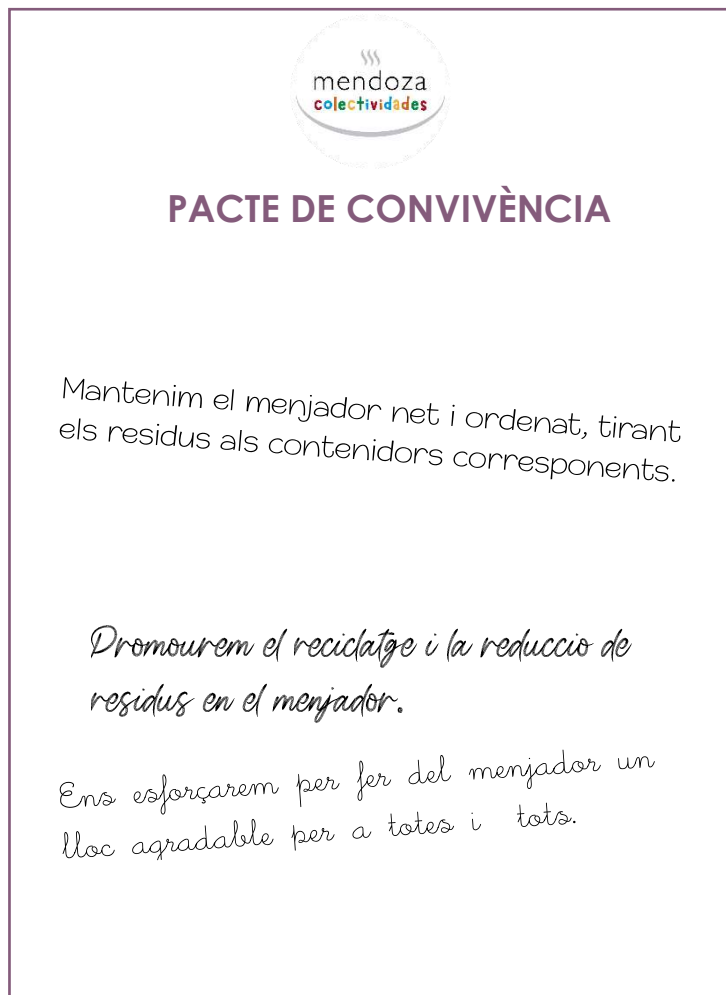 mendoza
colectividades
PACTE DE CONVIVÈNCIA
Mantenim el menjador net i ordenat, tirant
els residus als contenidors corresponents.
Promourem el reciclatge i la reduccio de
residus en el menjador.
Ens esforçarem per fer del menjador un
lloc agradable per a totes i tots.